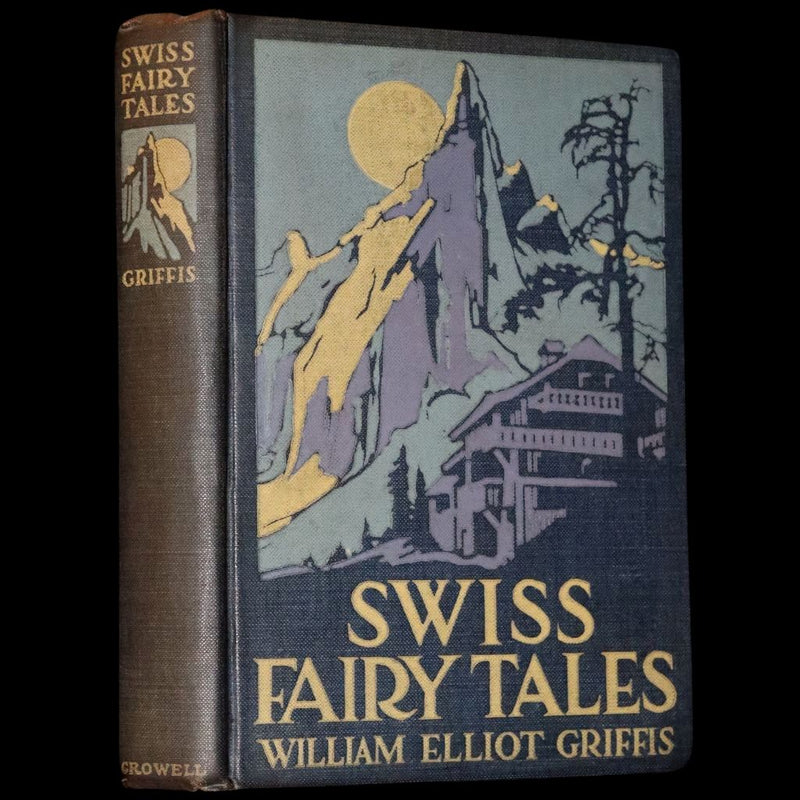 SWISS
FAIRY
TALES
GRIFFIS
CROWELL
SWISS
FAIRY TALES
WILLIAM ELLIOT GRIFFIS